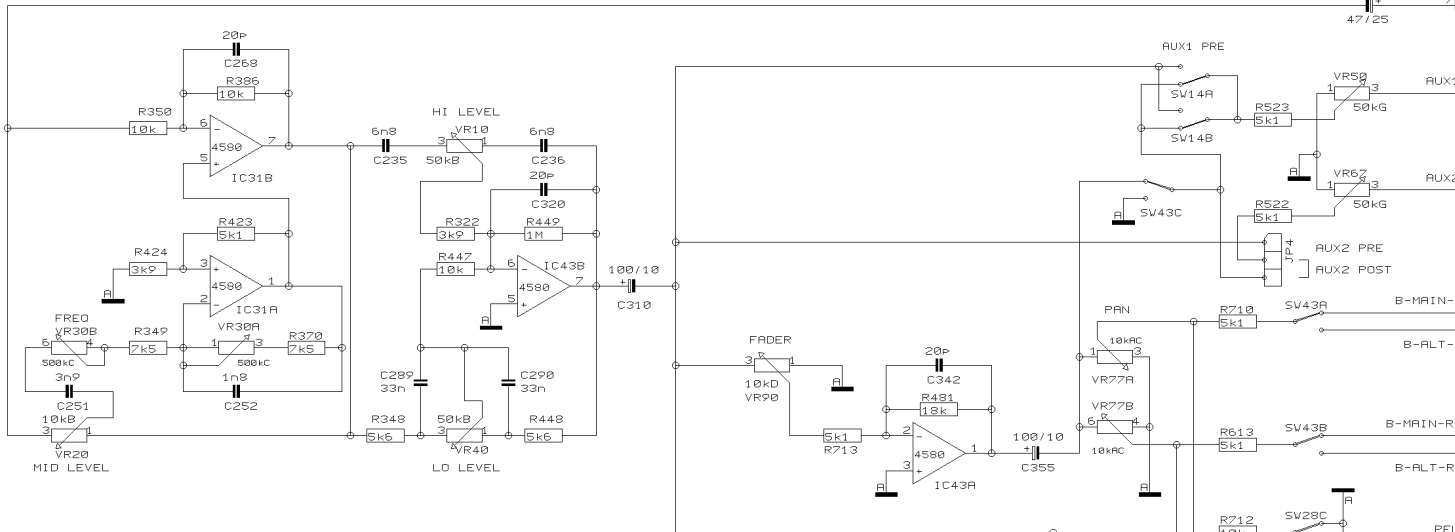 +
47/25
20p
C268
R386
10k
R350
10k
6
−
7
4580
5
+
IC31B
R423
5k1
R424
3k9
3
+
1
4580
2
−
IC31A
A
FREQ
VR30B
6
4
500kC
R349
7k5
VR30A
1
3
500kC
R370
7k5
3n9
C251
1n8
C252
10kB
3
1
VR20
MID LEVEL
HI LEVEL
6n8
C235
VR10
3
1
50kB
6n8
C236
20p
C320
R322
3k9
R449
1M
R447
10k
6
−
IC43B
7
4580
5
+
A
100/10
+
C310
C289
33n
C290
33n
R348
5k6
50kB
3
1
VR40
LO LEVEL
R448
5k6
FADER
3
1
10kD
VR90
A
20p
C342
R481
18k
5k1
R713
2
−
1
4580
3
+
IC43A
A
100/10
+
C355
AUX1 PRE
SW14A
SW14B
R523
5k1
VR50
1
3
50kG
AUX1
A
SW43C
A
VR67
1
3
50kG
AUX2
R522
5k1
JP4
AUX2 PRE
AUX2 POST
PAN
10kAC
1
3
VR77A
VR77B
6
4
10kAC
A
R710
5k1
SW43A
B-MAIN-
B-ALT-
R613
5k1
SW43B
B-MAIN-R
B-ALT-R
R712
SW28C
A